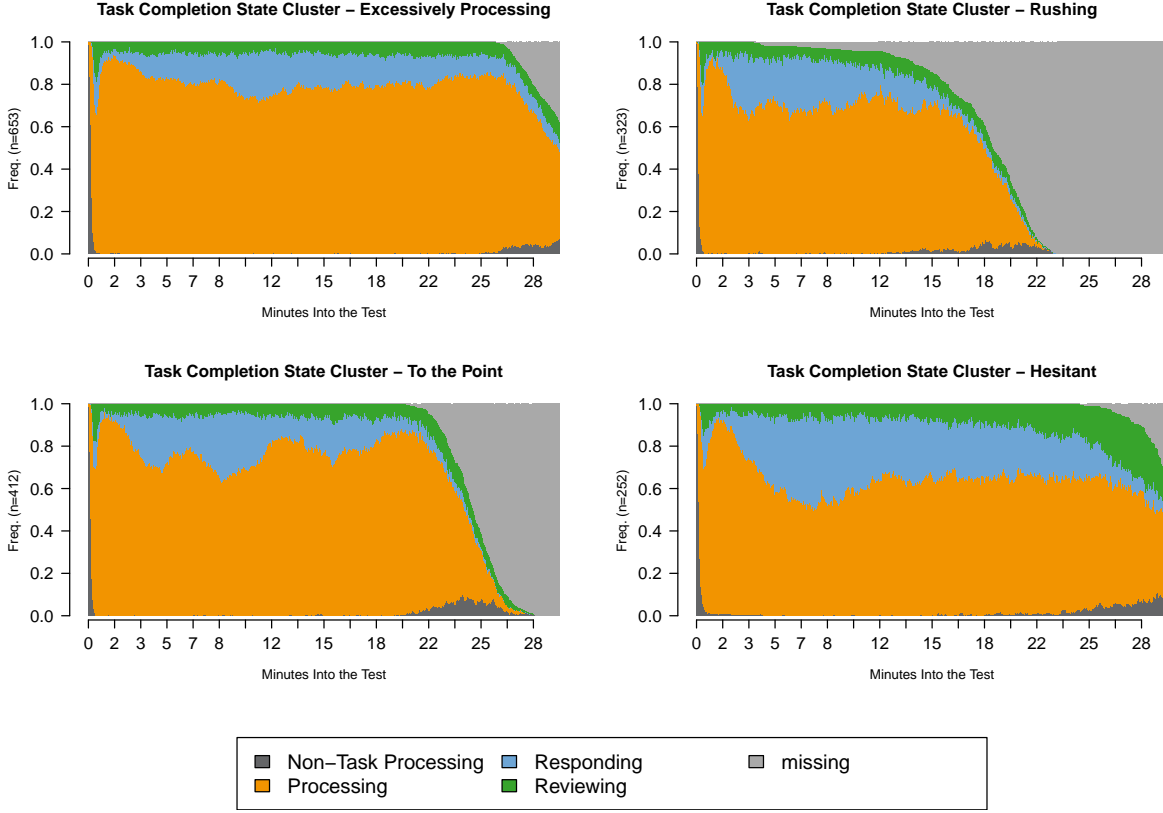 Task Completion State Cluster − Excessively Processing
Freq. (n=653)
1.0
0.8
0.6
0.4
0.2
0.0
0 2 3 5 7 8 12 15 18 22 25 28
Minutes Into the Test
Task Completion State Cluster − Rushing
Freq. (n=323)
1.0
0.8
0.6
0.4
0.2
0.0
0 2 3 5 7 8 12 15 18 22 28
Minutes Into the Test
Task Completion State Cluster − To the Point
Freq. (n=412)
1.0
0.8
0.6
0.4
0.2
0.0
0 2 3 5 7 8 12 15 18 22 25 28
Minutes Into the Test
Task Completion State Cluster − Hesitant
Freq. (n=252)
1.0
0.8
0.6
0.4
0.2
0.0
0 2 3 5 7 8 12 15 18 22 28
Minutes Into the Test
Non−Task Processing Responding missing
Processing Reviewing